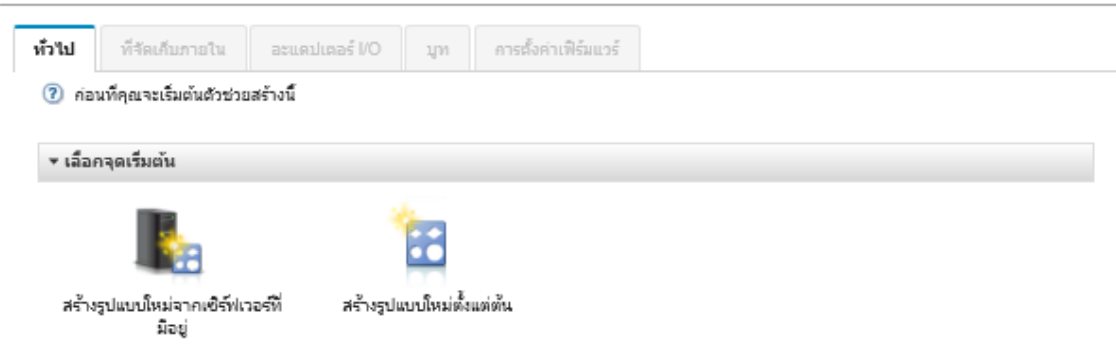 ทั่วไป ที่จัดเก็บภายใน อะแดปเตอร์ I/O บูท การตั้งค่าเฟิร์มแวร์
? ก่อนที่คุณจะเริ่มต้นตัวช่วยสร้างนี้
▾ เลือกจุดเริ่มต้น
สร้างรูปแบบใหม่จากเซิร์ฟเวอร์ที่ สร้างรูปแบบใหม่ตั้งแต่ต้น
มีอยู่